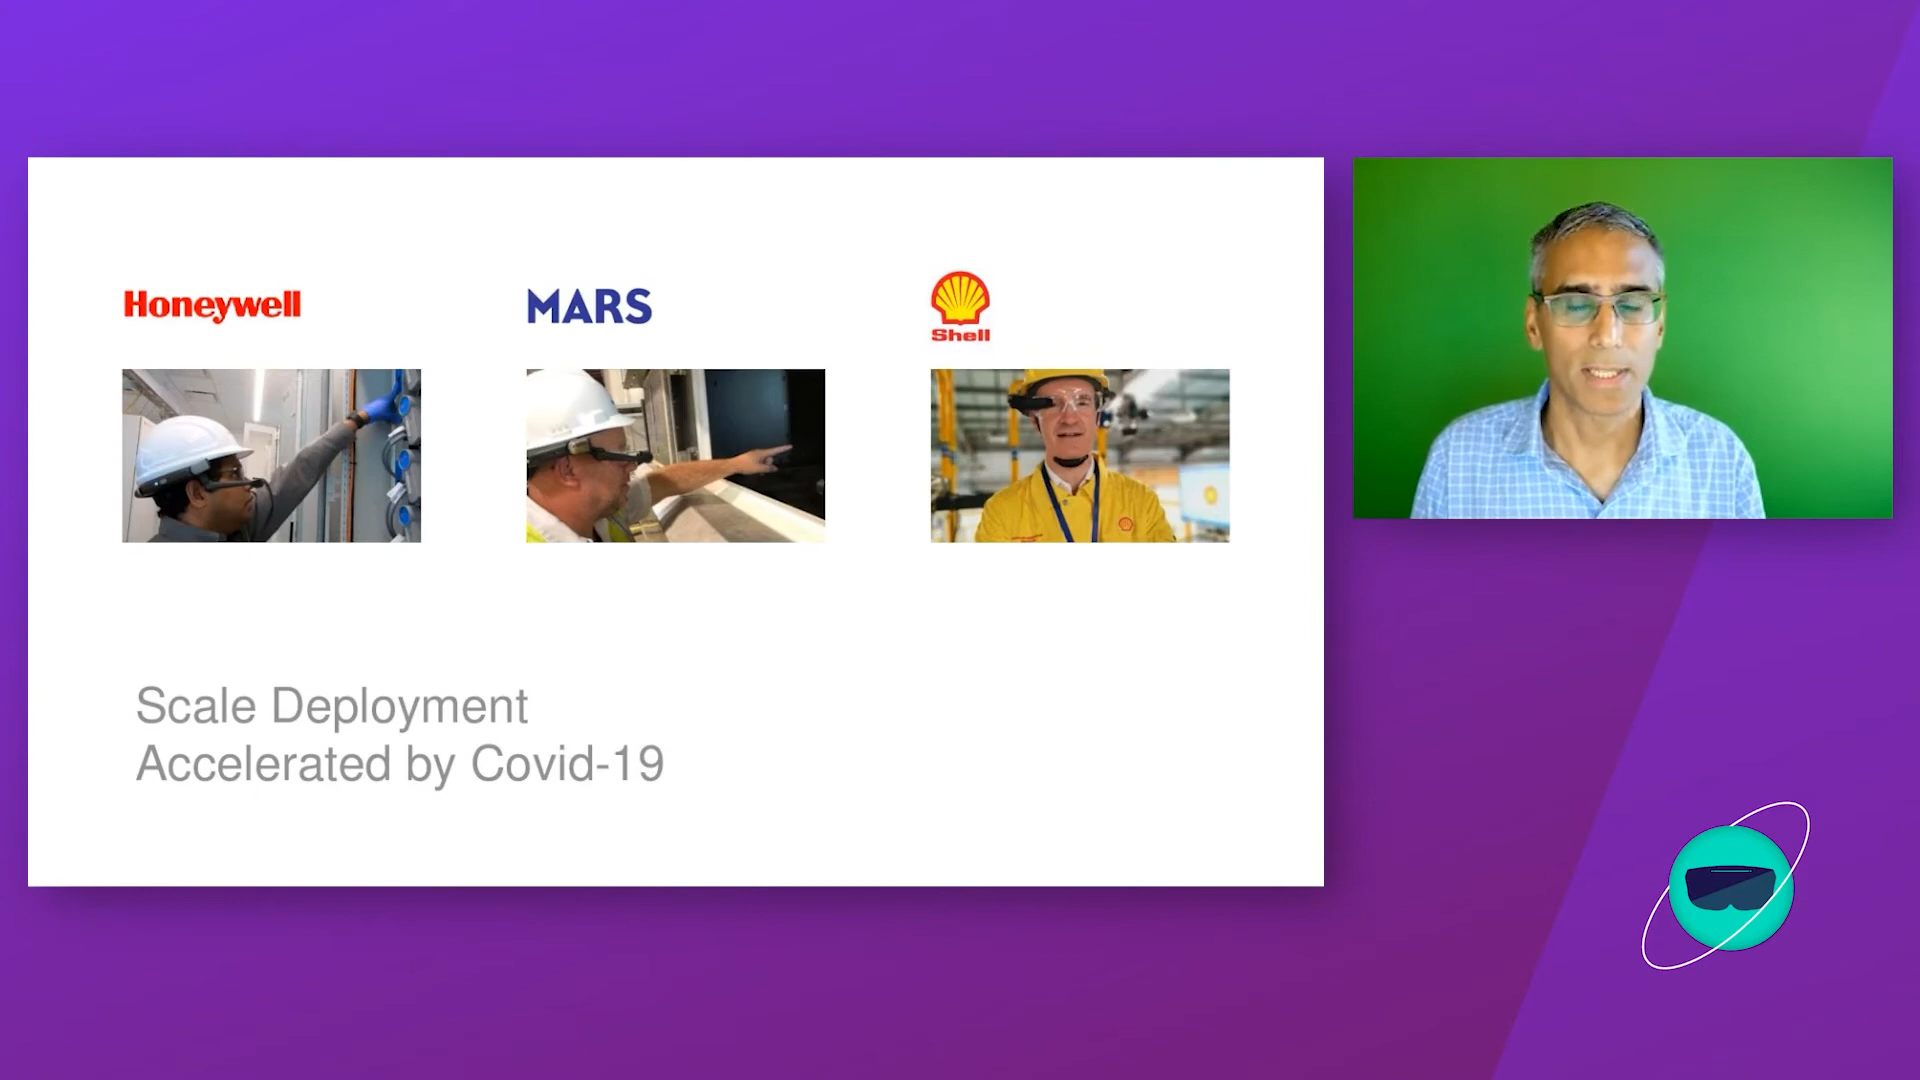 Honeywell
MARS
Shell
Scale Deployment
Accelerated by Covid-19